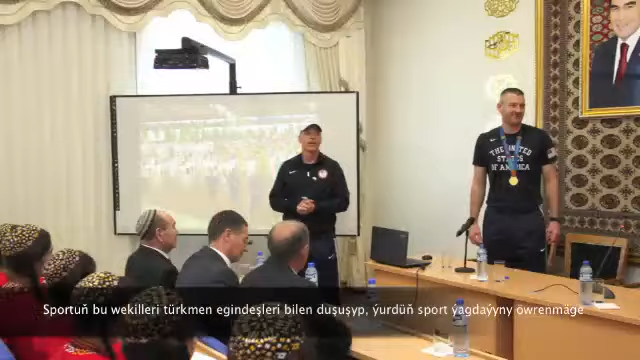 THE UNITED
STATES
OF AMERICA
Sportuň bu wekilleri türkmen egindeşleri bilen duşuşyp, ýurdüň sport ýagdaýyny öwrenmäge